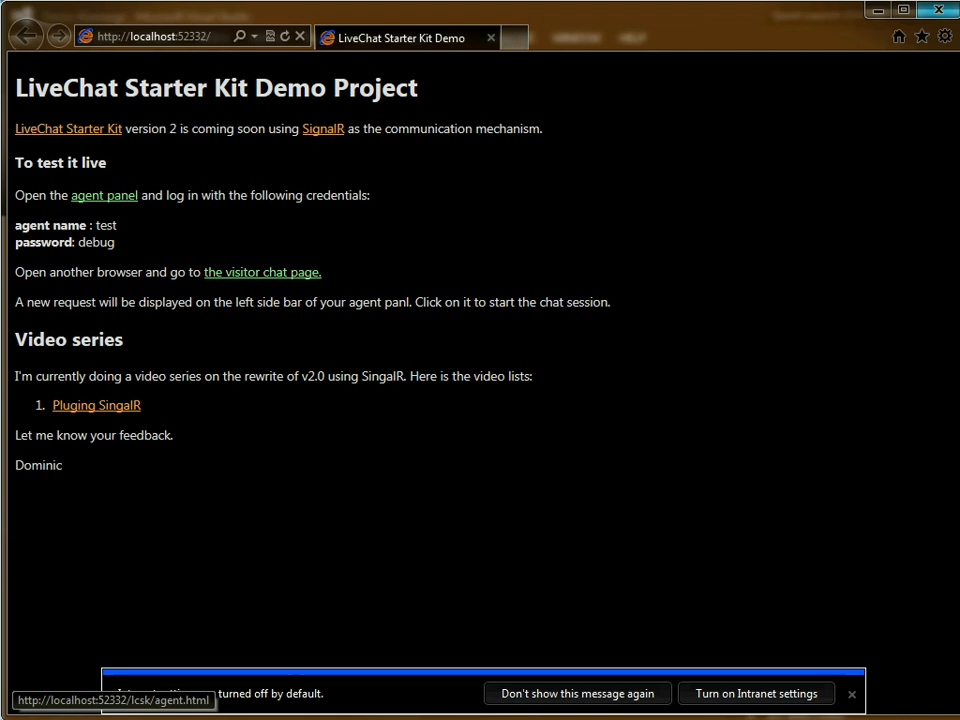 http://localhost:52332/
LiveChat Starter Kit Demo
LiveChat Starter Kit Demo Project
LiveChat Starter Kit version 2 is coming soon using SignalR as the communication mechanism.
To test it live
Open the agent panel and log in with the following credentials:
agent name : test
password: debug
Open another browser and go to the visitor chat page.
A new request will be displayed on the left side bar of your agent panl. Click on it to start the chat session.
Video series
I'm currently doing a video series on the rewrite of v2.0 using SingalR. Here is the video lists:
1. Pluging SingalR
Let me know your feedback.
Dominic
turned off by default.
Don't show this message again
Turn on Intranet settings
http://localhost:52332/lcsk/agent.html